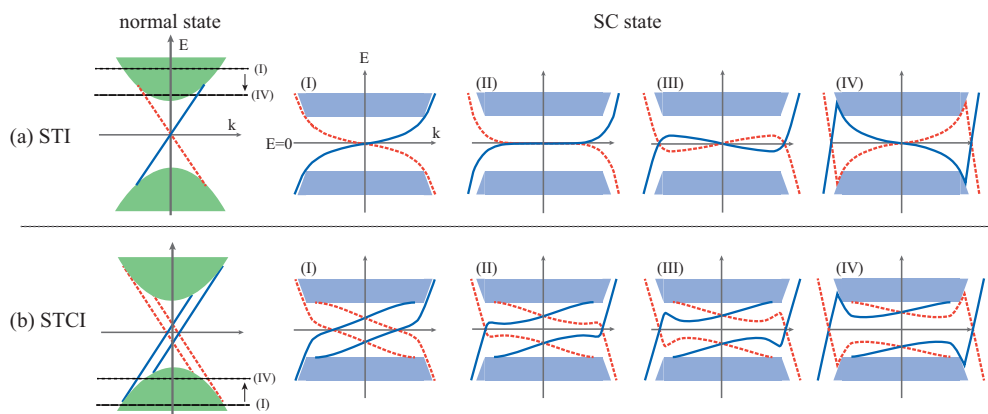 normal state
SC state
E
(I)
(IV)
k
(a) STI
(I)
E
E=0
k
(II)
(III)
(IV)
(b) STCI
(IV)
(I)
(I)
(II)
(III)
(IV)